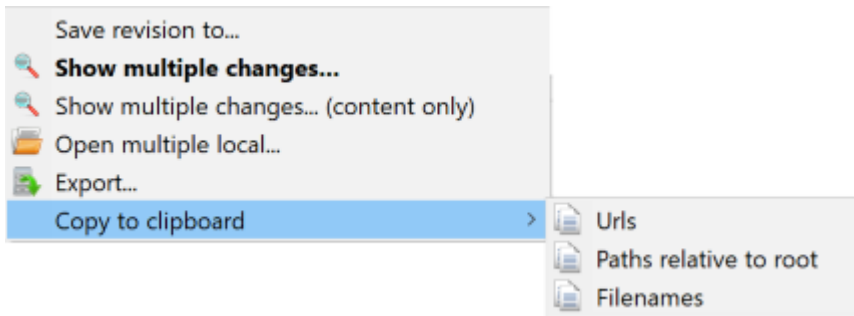 Save revision to...
Show multiple changes...
Show multiple changes... (content only)
Open multiple local...
Export...
Copy to clipboard
Urls
Paths relative to root
Filenames